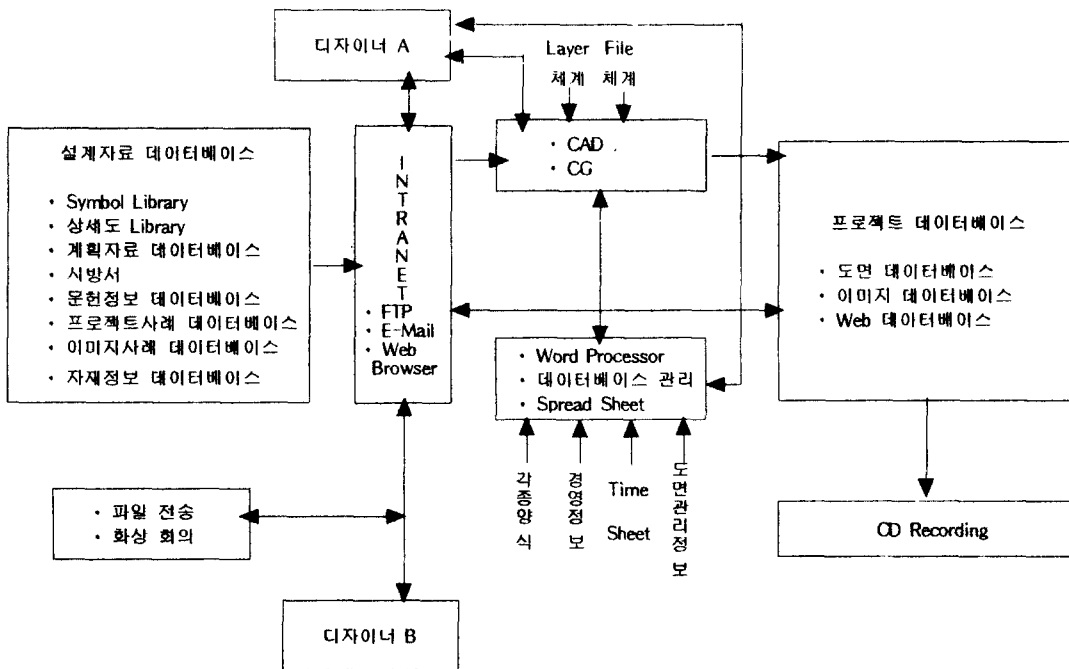 디자이너 A
Layer File
체계 체계
설계자료 데이터베이스
· Symbol Library
· 상세도 Library
· 계획자료 데이터베이스
· 시방서
· 문헌정보 데이터베이스
· 프로젝트사례 데이터베이스
· 이미지사례 데이터베이스
· 자재정보 데이터베이스
INTRANET
· FTP
· E-Mail
· Web
Browser
· CAD
· CG
· Word Processor
· 데이터베이스 관리
· Spread Sheet
각종양식
경영정보
Time
Sheet
도면관리정보
프로젝트 데이터베이스
· 도면 데이터베이스
· 이미지 데이터베이스
· Web 데이터베이스
CD Recording
· 파일 전송
· 화상 회의
디자이너 B